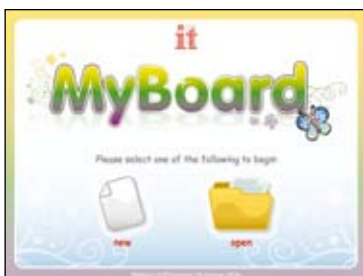 it
MyBoard
Please select one of the following to begin
new
open